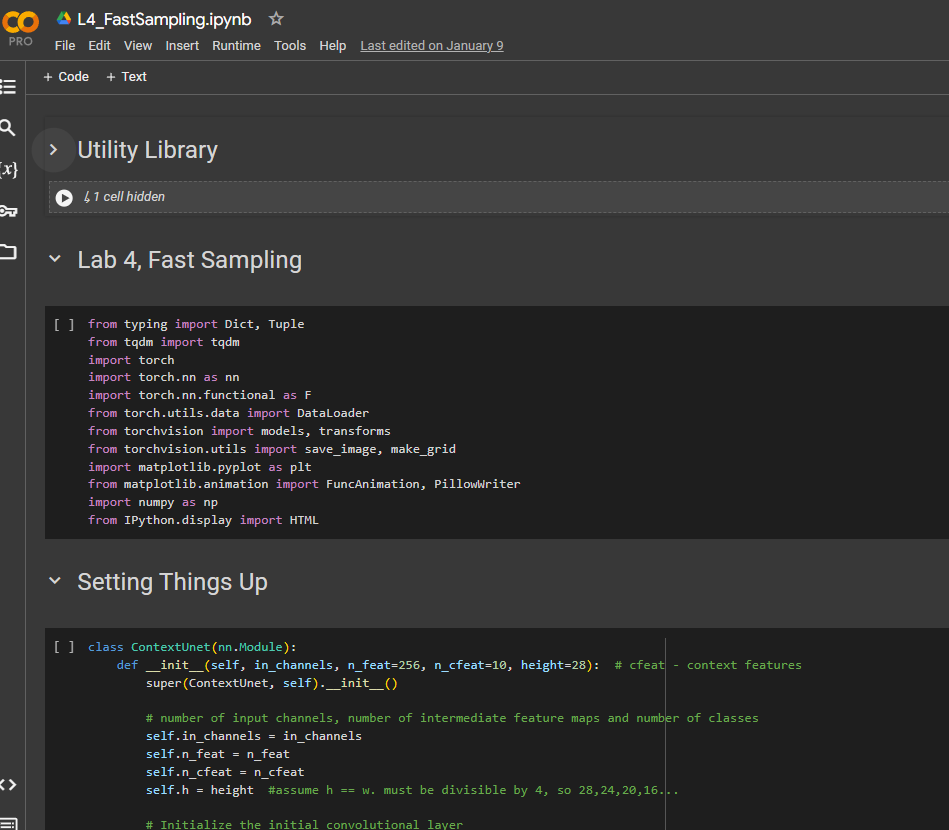 L4_FastSampling.ipynb
PRO
File Edit View Insert Runtime Tools Help Last edited on January 9
+ Code + Text
Utility Library
{x}
1 cell hidden
Lab 4, Fast Sampling
[ ] from typing import Dict, Tuple
from tqdm import tqdm
import torch
import torch.nn as nn
import torch.nn.functional as F
from torch.utils.data import DataLoader
from torchvision import models, transforms
from torchvision.utils import save_image, make_grid
import matplotlib.pyplot as plt
from matplotlib.animation import FuncAnimation, PillowWriter
import numpy as np
from IPython.display import HTML
Setting Things Up
[ ] class ContextUnet(nn.Module):
def __init__(self, in_channels, n_feat=256, n_cfeat=10, height=28):  # cfeat - context features
super(ContextUnet, self).__init__()
# number of input channels, number of intermediate feature maps and number of classes
self.in_channels = in_channels
self.n_feat = n_feat
self.n_cfeat = n_cfeat
self.h = height  #assume h == w. must be divisible by 4, so 28,24,20,16...
# Initialize the initial convolutional layer